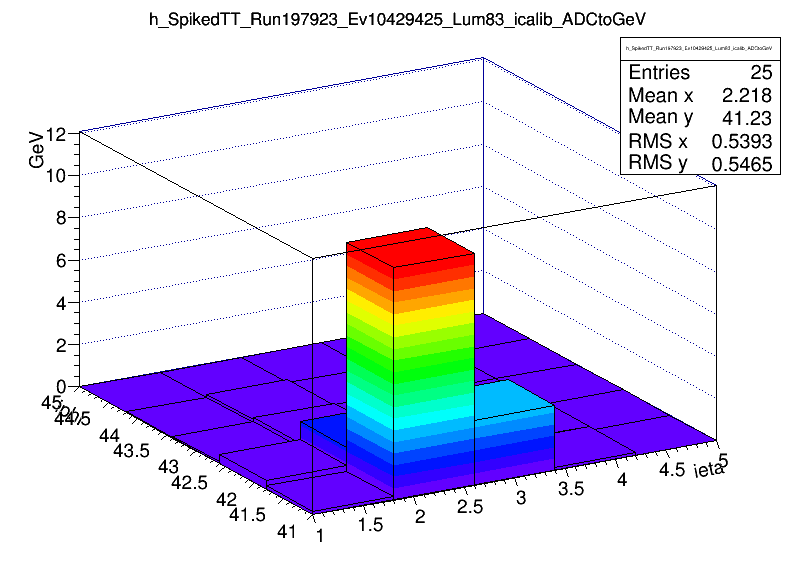 h_SpikedTT_Run197923_Ev10429425_Lum83_icalib_ADCtoGeV
h_SpikedTT_Run197923_Ev10429425_Lum83_icalib_ADCtoGeV
Entries 25
Mean x 2.218
Mean y 41.23
RMS x 0.5393
RMS y 0.5465
GeV
12
10
8
6
4
2
0
45
44.5
44
43.5
43
42.5
42
41.5
41
1
1.5
2
2.5
3
3.5
4
4.5
5
ieta